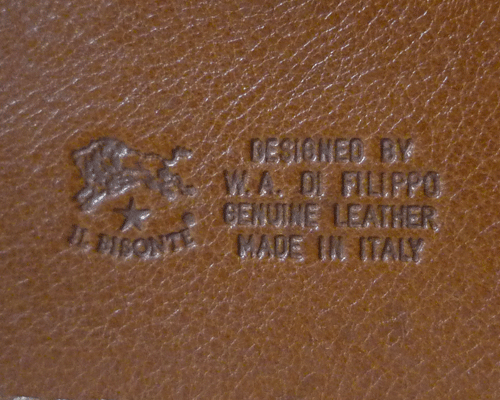 IL BISONTE®
DESIGNED BY
W. A. DI FILIPPO
GENUINE LEATHER
MADE IN ITALY